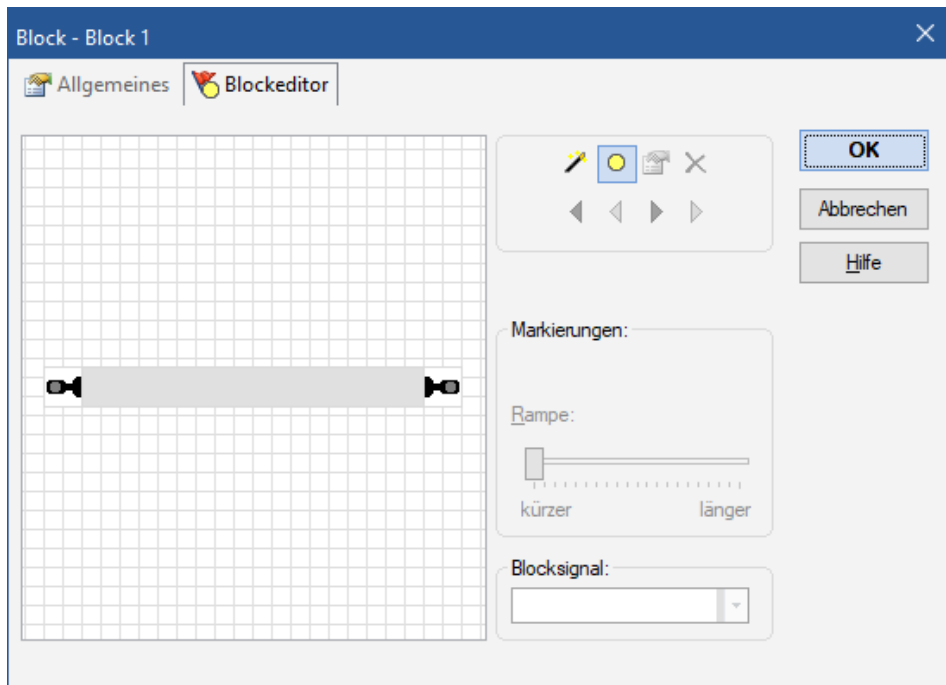 Block - Block 1
Allgemeines
Blockeditor
OK
Abbrechen
Hilfe
Markierungen:
Rampe:
kürzer länger
Blocksignal: